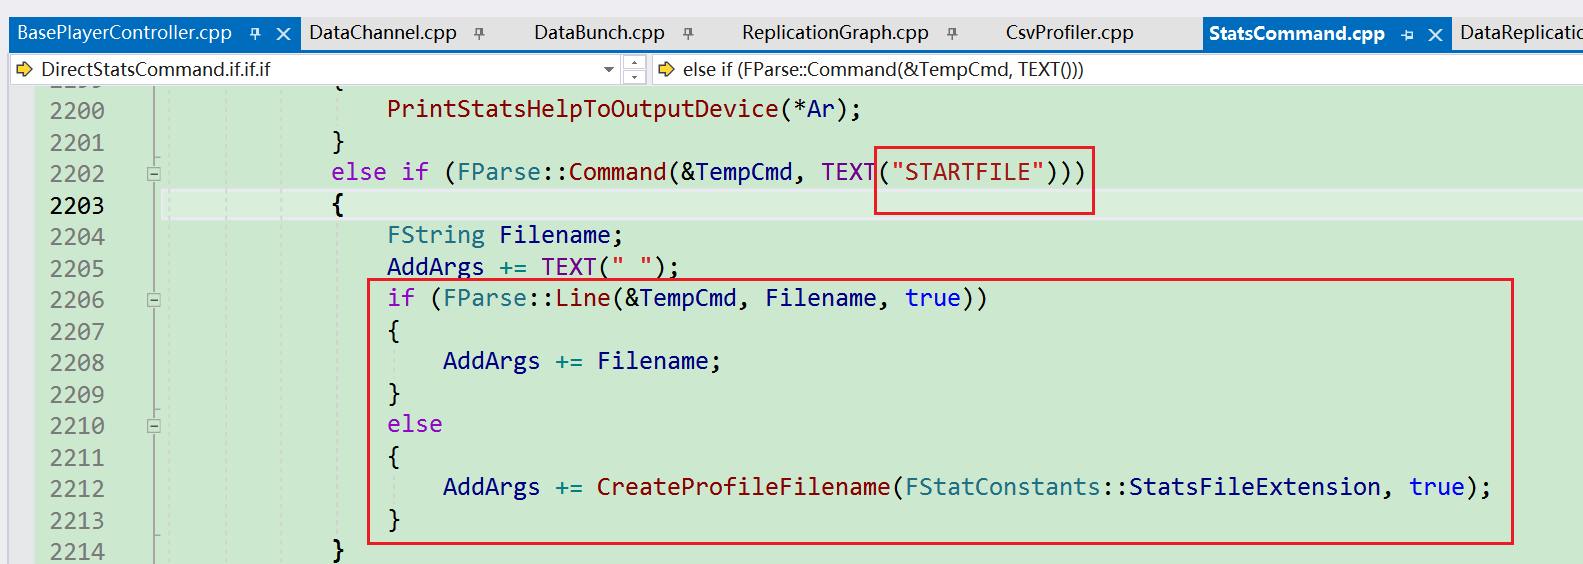 BasePlayerController.cpp DataChannel.cpp DataBunch.cpp ReplicationGraph.cpp CsvProfiler.cpp StatsCommand.cpp DataReplicatio
DirectStatsCommand.if.if.if else if (FParse::Command(&TempCmd, TEXT()))
2200 PrintStatsHelpToOutputDevice(*Ar);
2201 }
2202 else if (FParse::Command(&TempCmd, TEXT("STARTFILE")))
2203 {
2204 FString Filename;
2205 AddArgs += TEXT(" ");
2206 if (FParse::Line(&TempCmd, Filename, true))
2207 {
2208 AddArgs += Filename;
2209 }
2210 else
2211 {
2212 AddArgs += CreateProfileFilename(FStatConstants::StatsFileExtension, true);
2213 }
2214 }